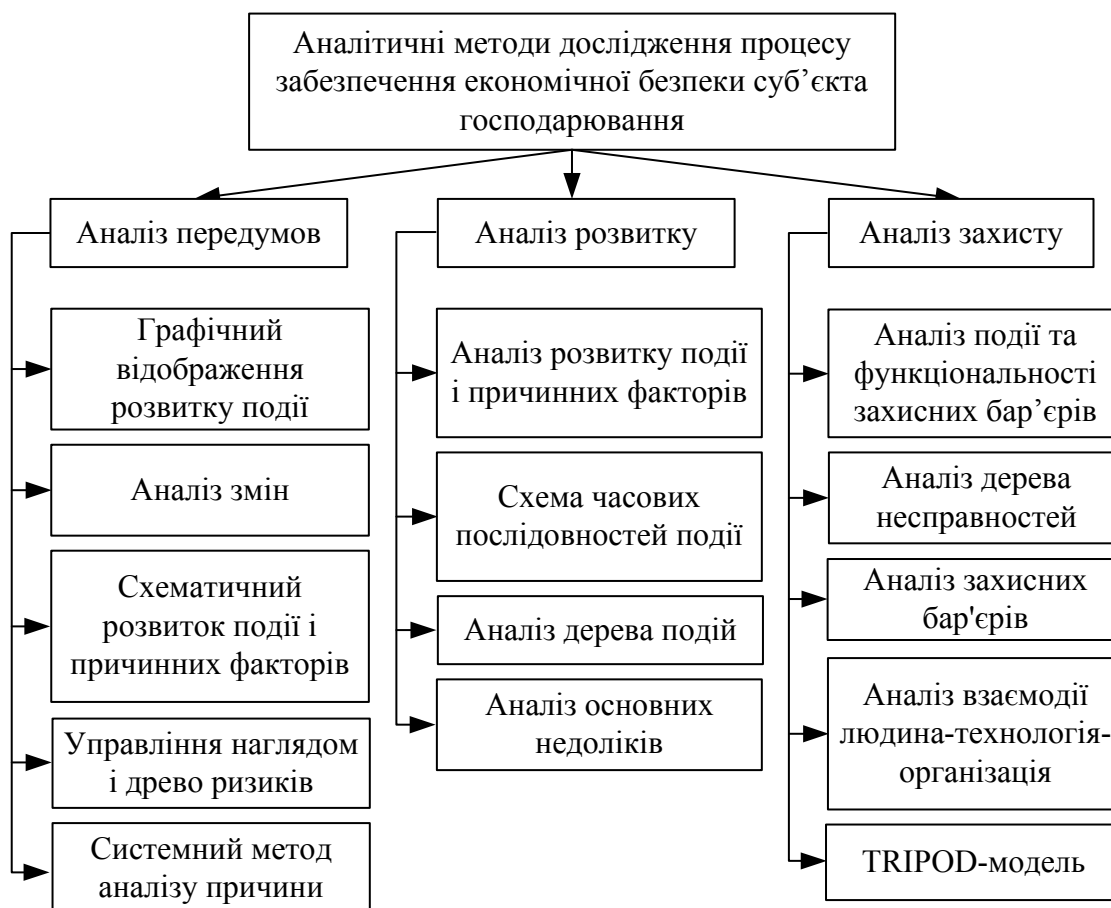 Аналітичні методи дослідження процесу
забезпечення економічної безпеки суб’єкта
господарювання
Аналіз передумов
Графічний
відображення
розвитку події
Аналіз змін
Схематичний
розвиток події і
причинних факторів
Управління наглядом
і древо ризиків
Системний метод
аналізу причини
Аналіз розвитку
Аналіз розвитку події
і причинних факторів
Схема часових
послідовностей події
Аналіз дерева подій
Аналіз основних
недоліків
Аналіз захисту
Аналіз події та
функціональності
захисних бар’єрів
Аналіз дерева
несправностей
Аналіз захисних
бар'єрів
Аналіз взаємодії
людина-технологія-
організація
TRIPOD-модель